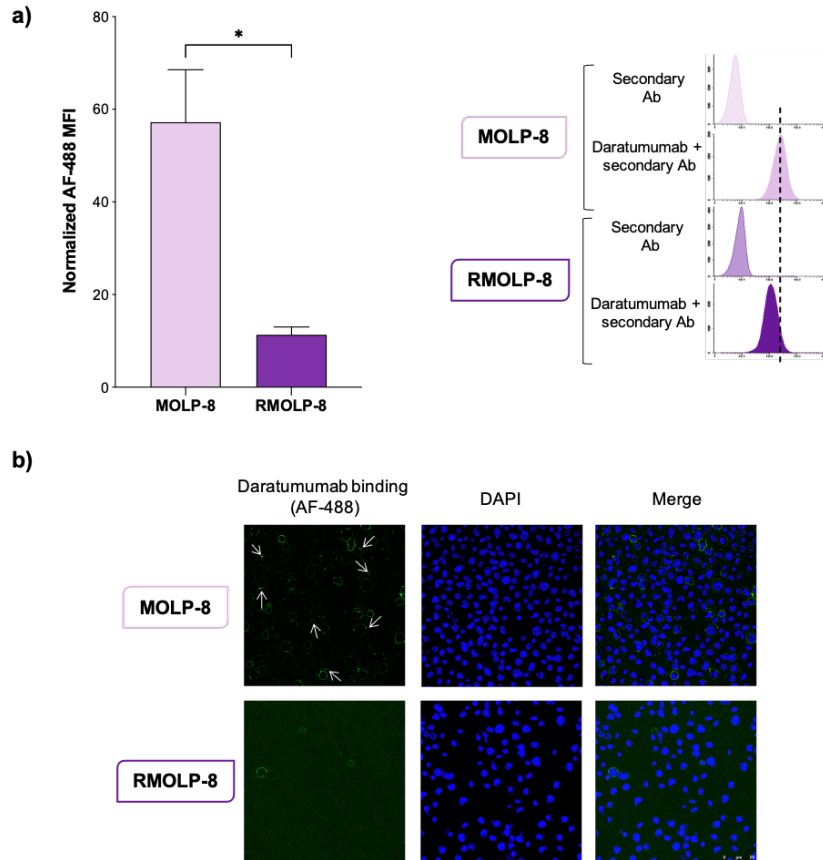 a)
80
60
40
20
0
Normalized AF-488 MFI
*
MOLP-8
RMOLP-8
MOLP-8
Secondary
Ab
Daratumumab +
secondary Ab
RMOLP-8
Secondary
Ab
Daratumumab +
secondary Ab
b)
Daratumumab binding
(AF-488)
DAPI
Merge
MOLP-8
RMOLP-8